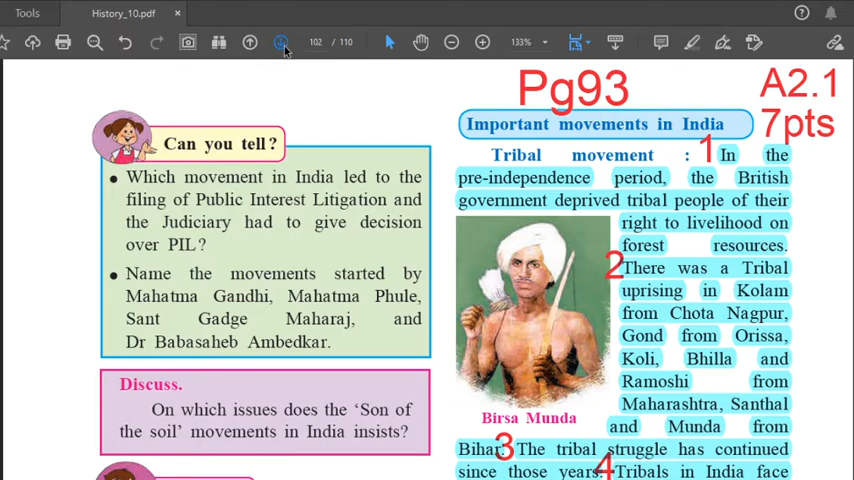 Tools
History_10.pdf
×
102 / 110
133%
Pg93
A2.1
7pts
Can you tell?
• Which movement in India led to the
filing of Public Interest Litigation and
the Judiciary had to give decision
over PIL?
• Name the movements started by
Mahatma Gandhi, Mahatma Phule,
Sant Gadge Maharaj, and
Dr Babasaheb Ambedkar.
Discuss.
On which issues does the ‘Son of
the soil’ movements in India insists?
Important movements in India
Tribal movement : 1 In the
pre-independence period, the British
government deprived tribal people of their
right to livelihood on
forest resources.
2 There was a Tribal
uprising in Kolam
from Chota Nagpur,
Gond from Orissa,
Koli, Bhilla and
Ramoshi from
Maharashtra, Santhal
and Munda from
Birsa Munda
Bihar. 3 The tribal struggle has continued
since those years. 4 Tribals in India face